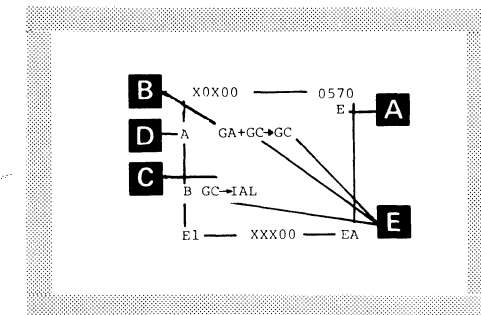 B X0X00 0570
E A
D A GA+GC→GC
C
B GC→IAL
E
E1 XXX00 EA